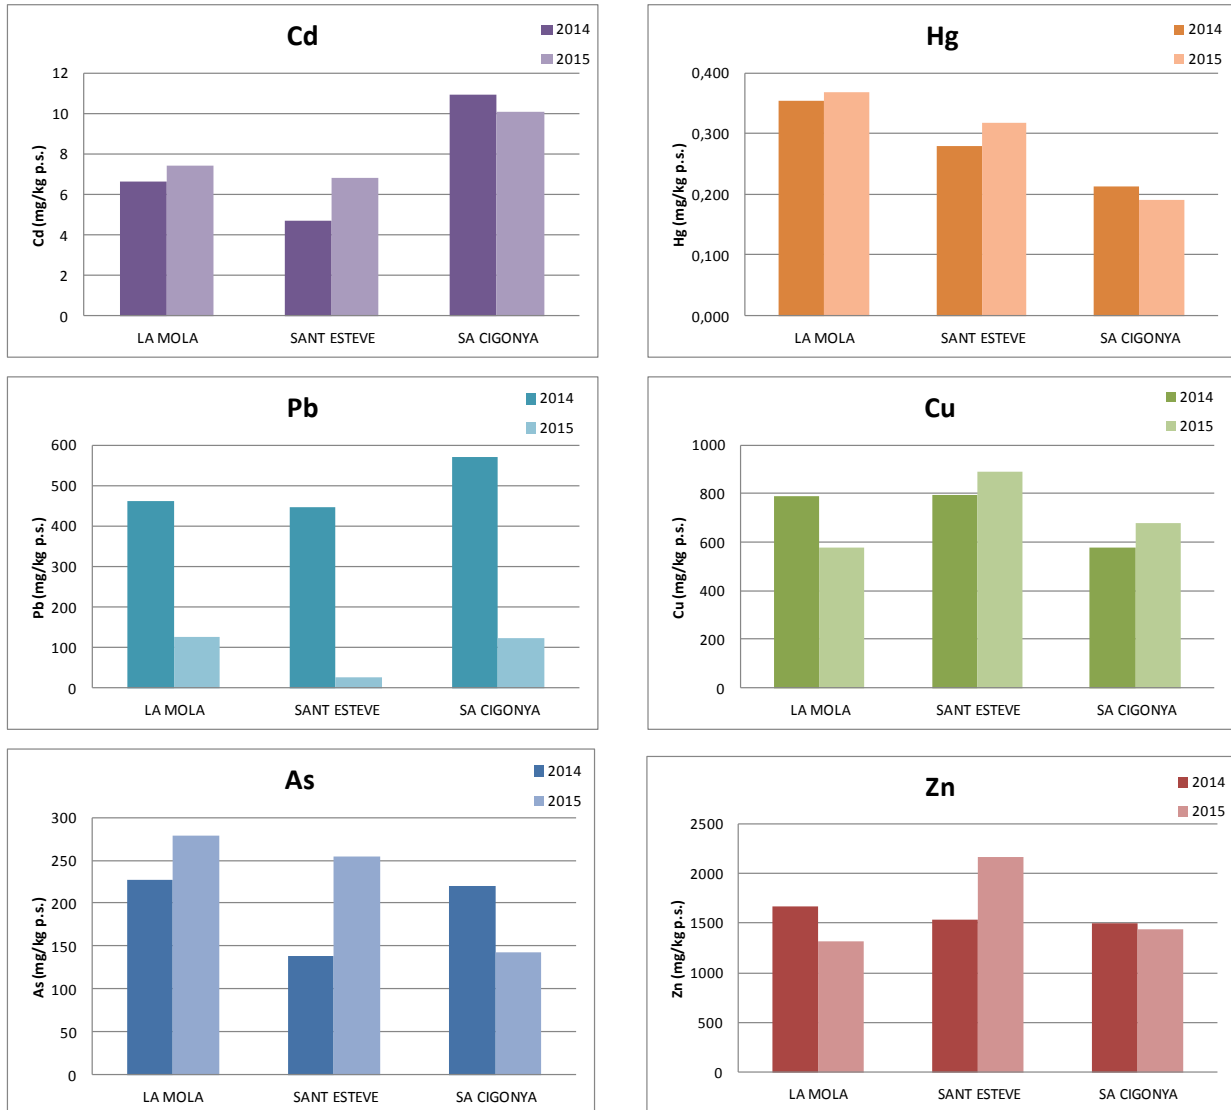 Cd
2014
2015
Cd (mg/kg p.s.)
12
10
8
6
4
2
0
LA MOLA SANT ESTEVE SA CIGONYA
Hg
2014
2015
Hg (mg/kg p.s.)
0,400
0,300
0,200
0,100
0,000
LA MOLA SANT ESTEVE SA CIGONYA
Pb
2014
2015
Pb (mg/kg p.s.)
600
500
400
300
200
100
0
LA MOLA SANT ESTEVE SA CIGONYA
Cu
2014
2015
Cu (mg/kg p.s.)
1000
800
600
400
200
0
LA MOLA SANT ESTEVE SA CIGONYA
As
2014
2015
As (mg/kg p.s.)
300
250
200
150
100
50
0
LA MOLA SANT ESTEVE SA CIGONYA
Zn
2014
2015
Zn (mg/kg p.s.)
2500
2000
1500
1000
500
0
LA MOLA SANT ESTEVE SA CIGONYA